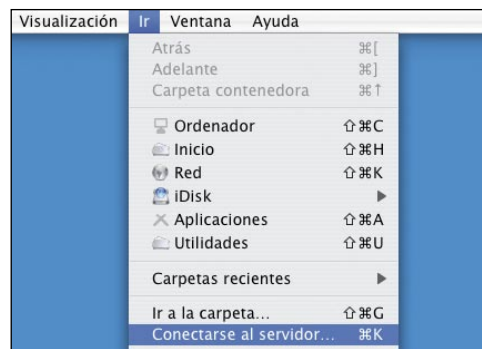 Visualización Ir Ventana Ayuda
Atrás ⌘[
Adelante ⌘]
Carpeta contenedora ⌘↑
Ordenador ⇧⌘C
Inicio ⇧⌘H
Red ⇧⌘K
iDisk ▶
Aplicaciones ⇧⌘A
Utilidades ⇧⌘U
Carpetas recientes ▶
Ir a la carpeta... ⇧⌘G
Conectarse al servidor... ⌘K